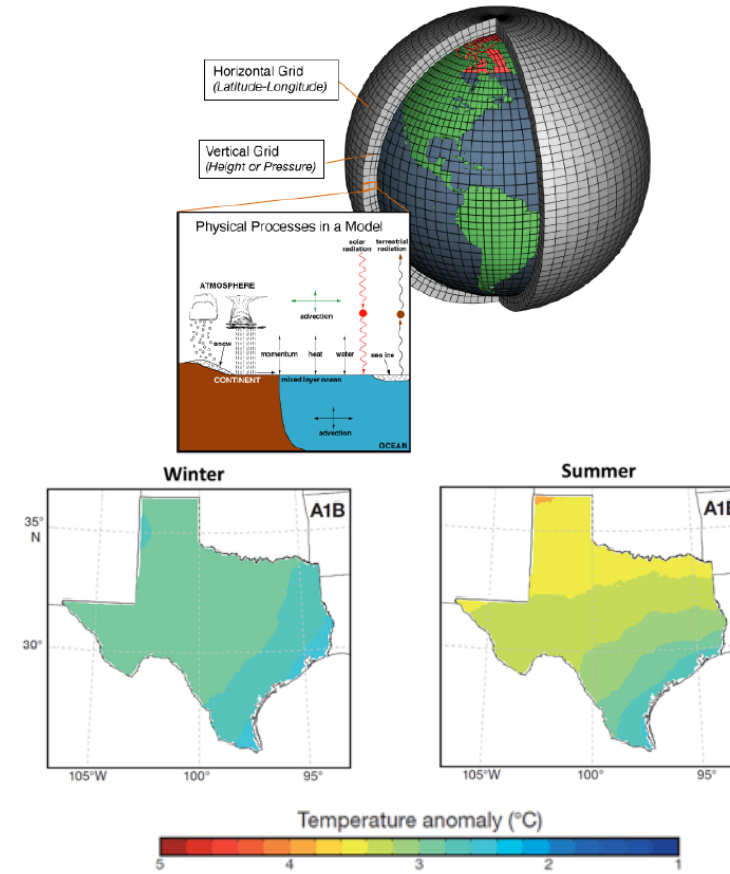 Horizontal Grid
(Latitude-Longitude)
Vertical Grid
(Height or Pressure)
Physical Processes in a Model
solar
radiation
terrestrial
radiation
ATMOSPHERE
advection
snow
momentum
heat
water
sea ice
CONTINENT
mixed layer ocean
advection
OCEAN
Winter
A1B
35°
N
30°
105°W
100°
95°
Summer
A1B
105°W
100°
95°
Temperature anomaly (°C)
5
4
3
2
1